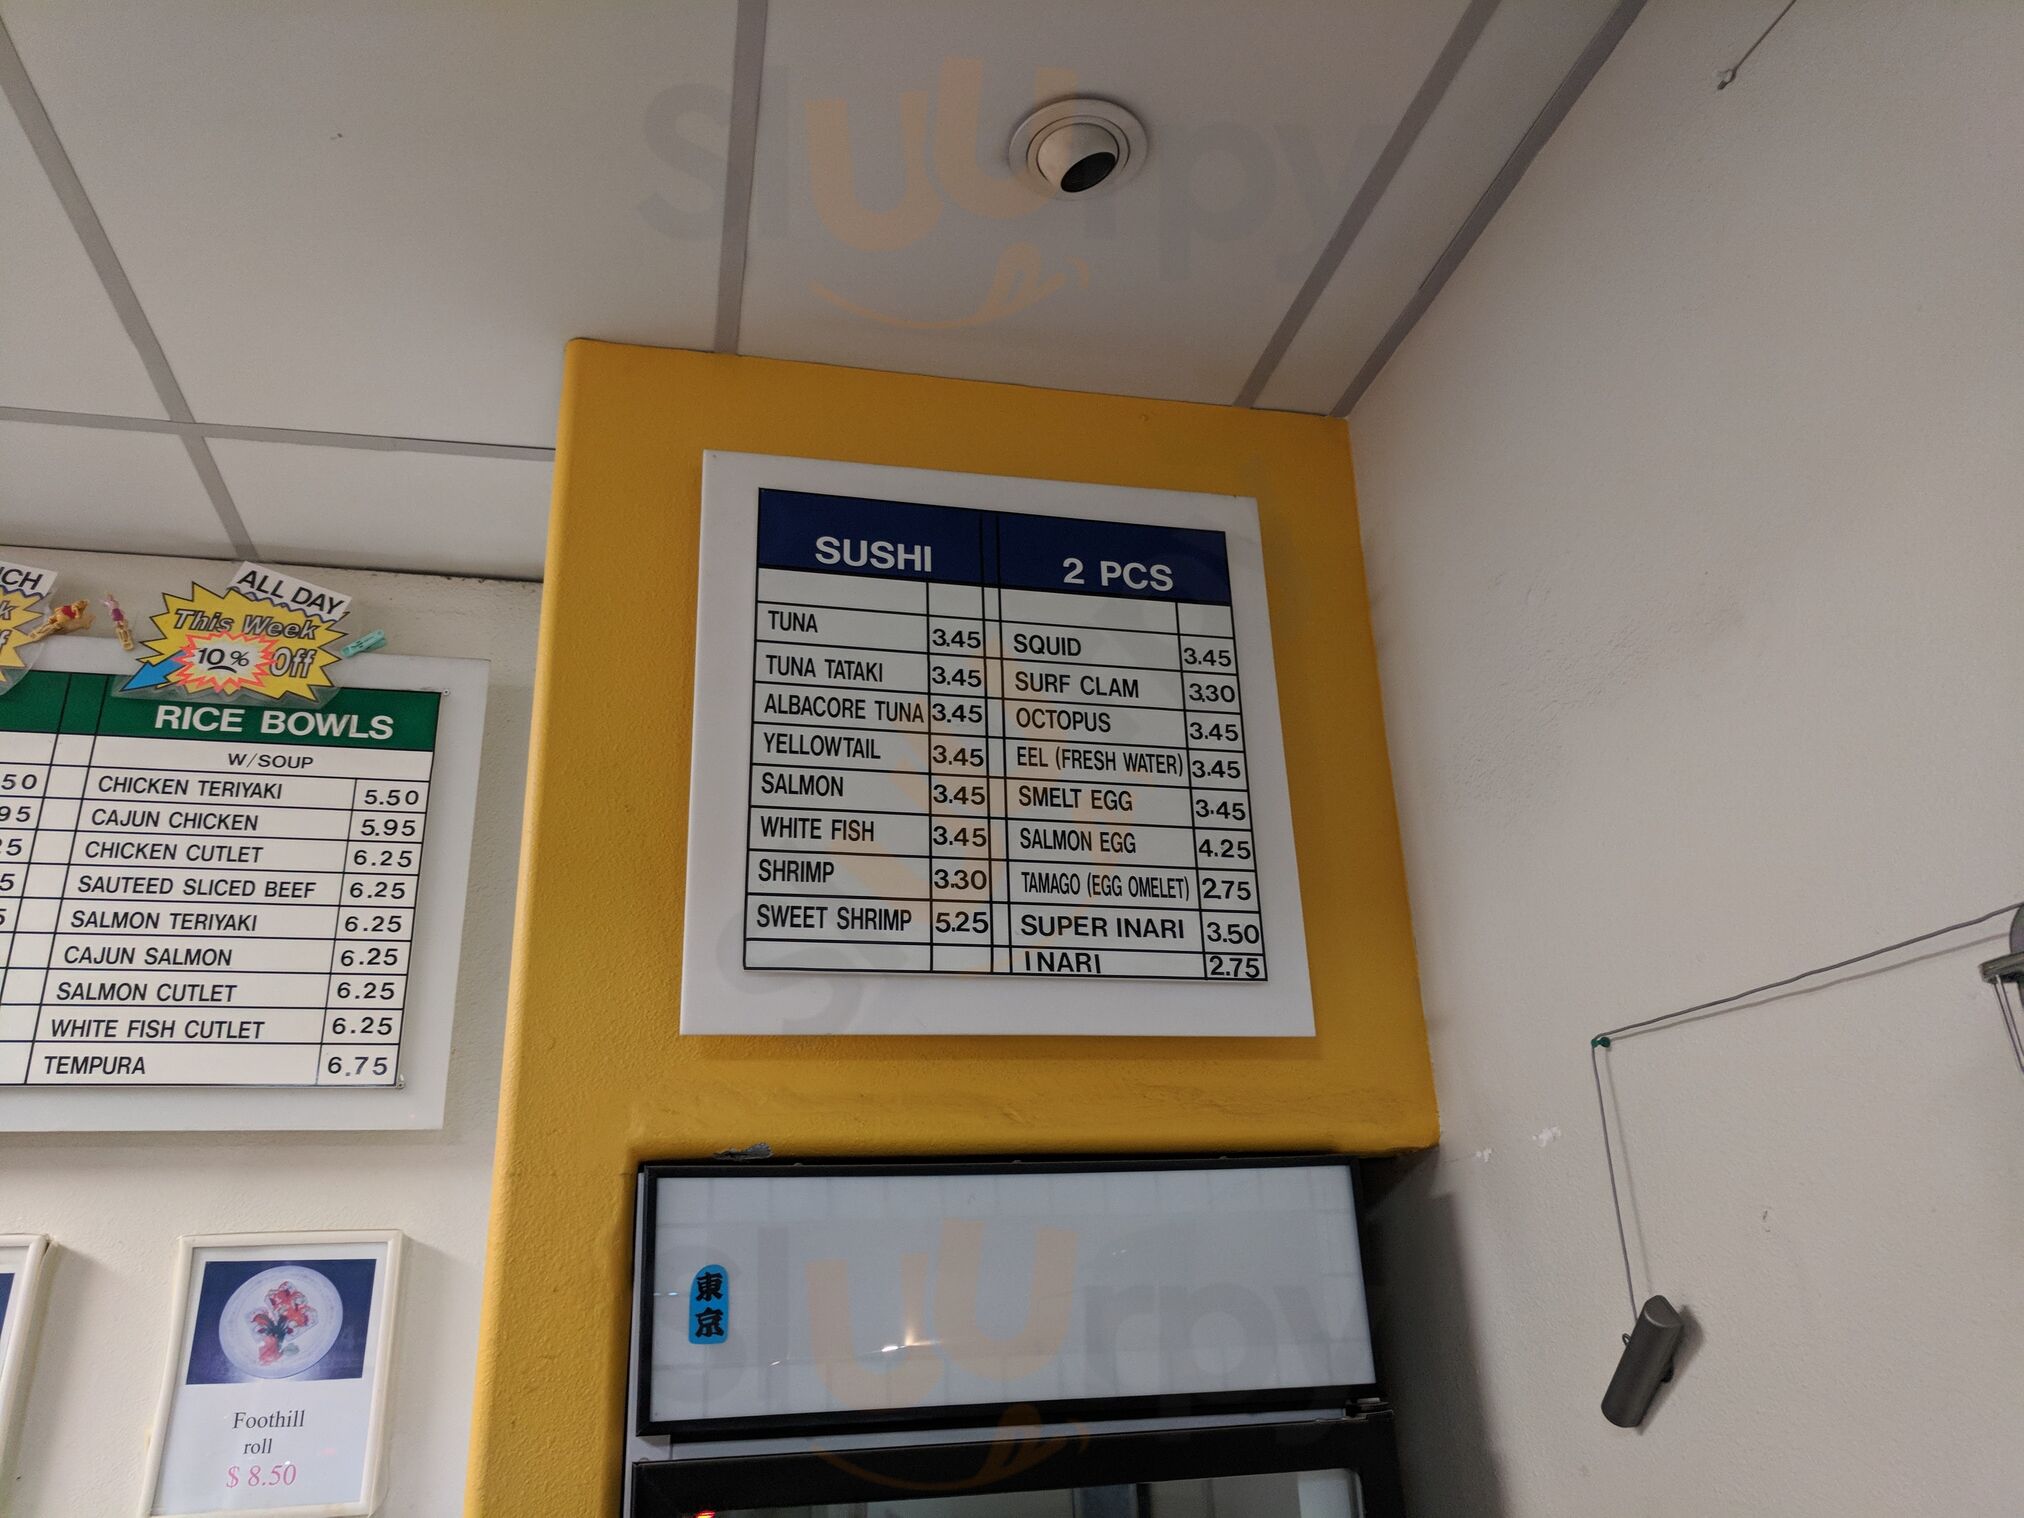 Sluurpy
SUSHI 2 PCS
TUNA 3.45 SQUID 3.45
TUNA TATAKI 3.45 SURF CLAM 3.30
ALBACORE TUNA 3.45 OCTOPUS 3.45
YELLOWTAIL 3.45 EEL (FRESH WATER) 3.45
SALMON 3.45 SMELT EGG 3.45
WHITE FISH 3.45 SALMON EGG 4.25
SHRIMP 3.30 TAMAGO (EGG OMELET) 2.75
SWEET SHRIMP 5.25 SUPER INARI 3.50
INARI 2.75
ALL DAY
This Week
10% Off
RICE BOWLS
W/SOUP
CHICKEN TERIYAKI 5.50
CAJUN CHICKEN 5.95
CHICKEN CUTLET 6.25
SAUTEED SLICED BEEF 6.25
SALMON TERIYAKI 6.25
CAJUN SALMON 6.25
SALMON CUTLET 6.25
WHITE FISH CUTLET 6.25
TEMPURA 6.75
Foothill
roll
$ 8.50
東京
Sluurpy